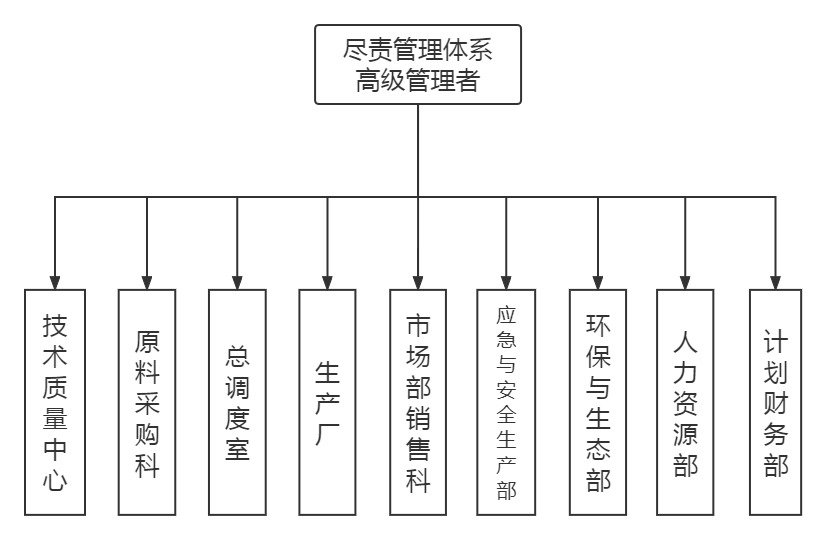 尽责管理体系
高级管理者
技术质量中心
原料采购科
总调度室
生产厂
市场部销售科
应急与安全生产部
环保与生态部
人力资源部
计划财务部